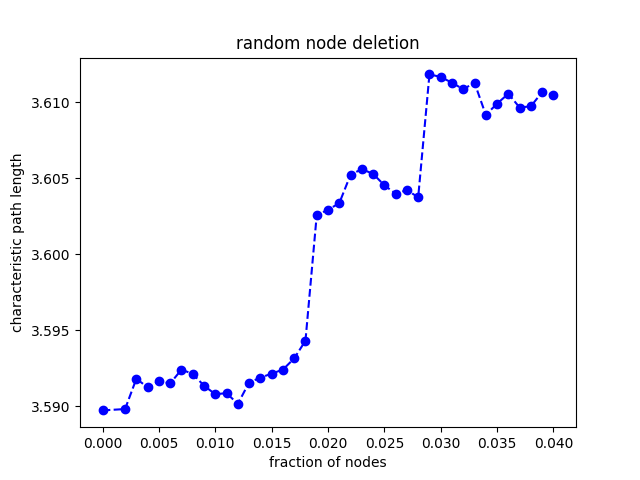 random node deletion
characteristic path length
3.610
3.605
3.600
3.595
3.590
0.000 0.005 0.010 0.015 0.020 0.025 0.030 0.035 0.040
fraction of nodes